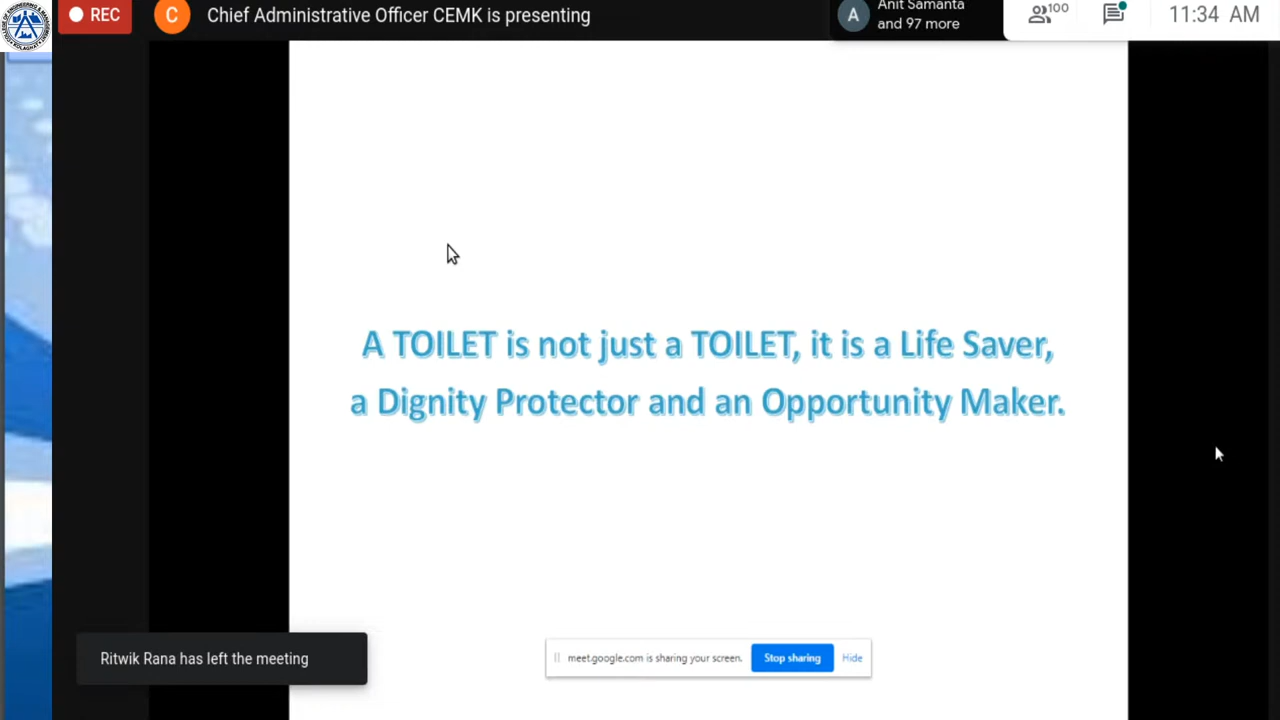 REC
C
Chief Administrative Officer CEMK is presenting
A
Anit Samanta
and 97 more
100
11:34 AM
A TOILET is not just a TOILET, it is a Life Saver,
a Dignity Protector and an Opportunity Maker.
Ritwik Rana has left the meeting
meet.google.com is sharing your screen.
Stop sharing
Hide